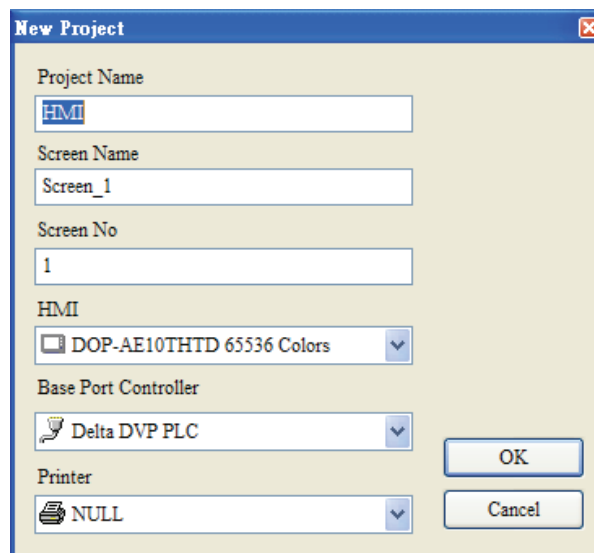 New Project
Project Name
HMI
Screen Name
Screen_1
Screen No
1
HMI
DOP-AE10THTD 65536 Colors
Base Port Controller
Delta DVP PLC
Printer
NULL
OK
Cancel